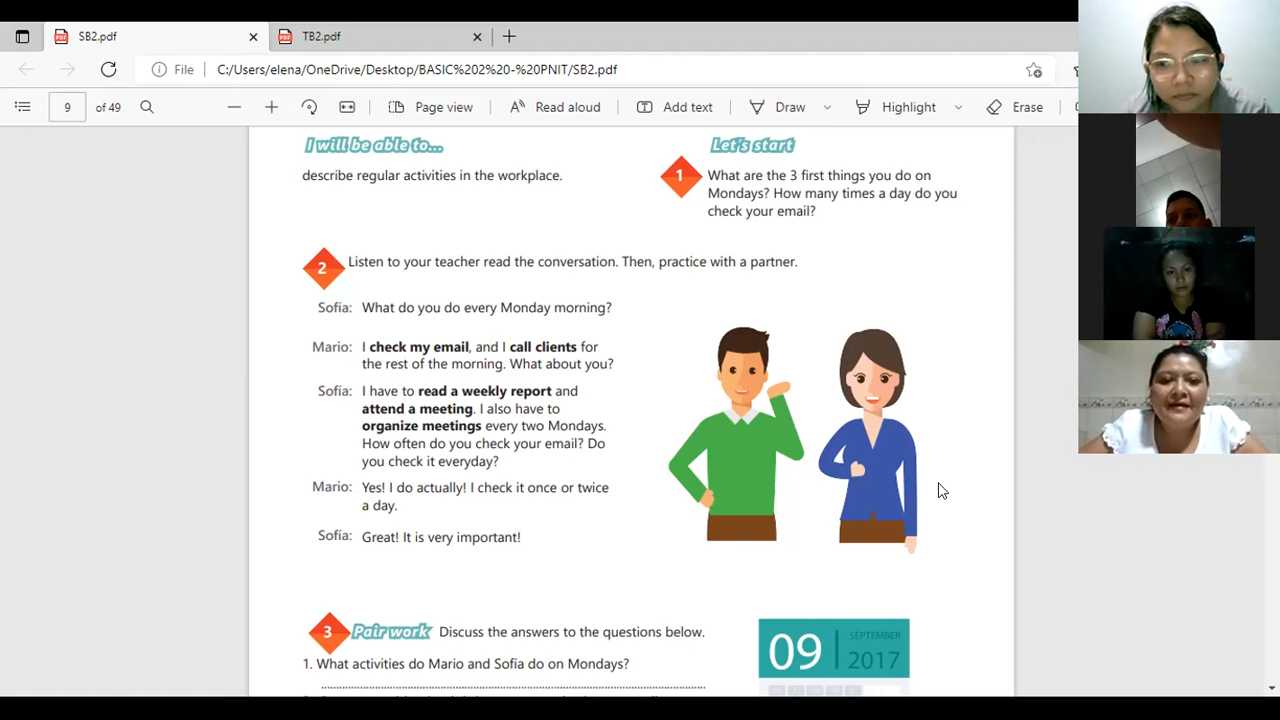 SB2.pdf
TB2.pdf
File C:/Users/elena/OneDrive/Desktop/BASIC%202%20-%20PNIT/SB2.pdf
9 of 49 Page view Read aloud Add text Draw Highlight Erase
I will be able to...
describe regular activities in the workplace.
Let's start
1 What are the 3 first things you do on
Mondays? How many times a day do you
check your email?
2 Listen to your teacher read the conversation. Then, practice with a partner.
Sofía: What do you do every Monday morning?
Mario: I check my email, and I call clients for
the rest of the morning. What about you?
Sofía: I have to read a weekly report and
attend a meeting. I also have to
organize meetings every two Mondays.
How often do you check your email? Do
you check it everyday?
Mario: Yes! I do actually! I check it once or twice
a day.
Sofía: Great! It is very important!
3 Pair work Discuss the answers to the questions below.
1. What activities do Mario and Sofía do on Mondays?
09 SEPTEMBER
2017